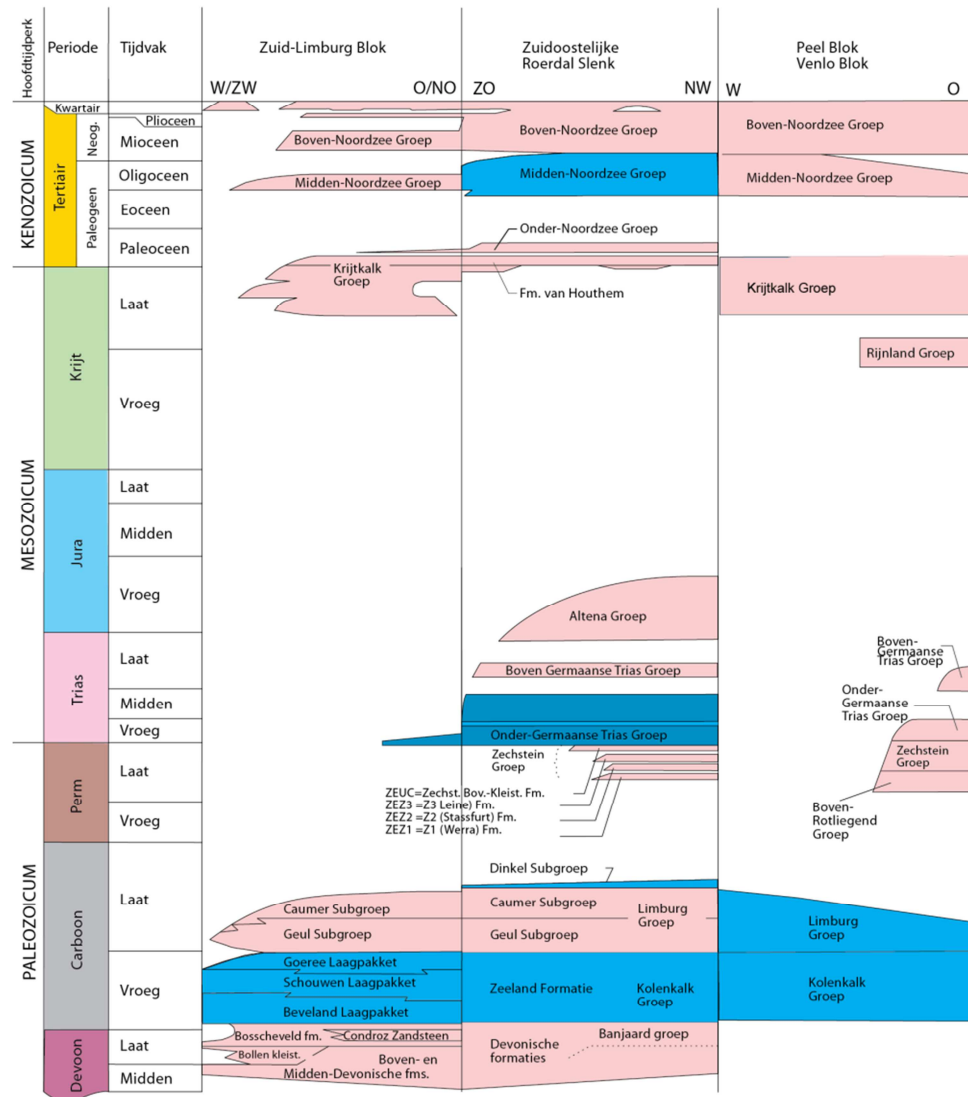 Hoofdtijdperk
Periode
Tijdvak
Zuid-Limburg Blok
Zuidoostelijke
Roerdal Slenk
Peel Blok
Venlo Blok
W/ZW
O/NO
ZO
NW
W
O
KENOZOICUM
MESOZOICUM
PALEOZOICUM
Kwartair
Tertiair
Neog.
Paleogeen
Krijt
Jura
Trias
Perm
Carboon
Devoon
Plioceen
Mioceen
Oligoceen
Eoceen
Paleoceen
Laat
Vroeg
Laat
Midden
Vroeg
Laat
Midden
Vroeg
Laat
Vroeg
Laat
Vroeg
Laat
Midden
Boven-Noordzee Groep
Midden-Noordzee Groep
Krijtkalk
Groep
Caumer Subgroep
Geul Subgroep
Goeree Laagpakket
Schouwen Laagpakket
Beveland Laagpakket
Bosscheveld fm.
Condroz Zandsteen
Bollen kleist.
Boven- en
Midden-Devonische fms.
Boven-Noordzee Groep
Midden-Noordzee Groep
Onder-Noordzee Groep
Fm. van Houthem
Altena Groep
Boven Germaanse Trias Groep
Onder-Germaanse Trias Groep
Zechstein
Groep
ZEUC=Zechst. Bov.-Kleist. Fm.
ZEZ3 =Z3 Leine) Fm.
ZEZ2 =Z2 (Stassfurt) Fm.
ZEZ1 =Z1 (Werra) Fm.
Dinkel Subgroep
Caumer Subgroep
Limburg
Groep
Geul Subgroep
Zeeland Formatie
Kolenkalk
Groep
Devonische
formaties
Banjaard groep
Boven-Noordzee Groep
Midden-Noordzee Groep
Krijtkalk Groep
Rijnland Groep
Boven-
Germaanse
Trias Groep
Onder-
Germaanse
Trias Groep
Zechstein
Groep
Boven-
Rotliegend
Groep
Limburg
Groep
Kolenkalk
Groep